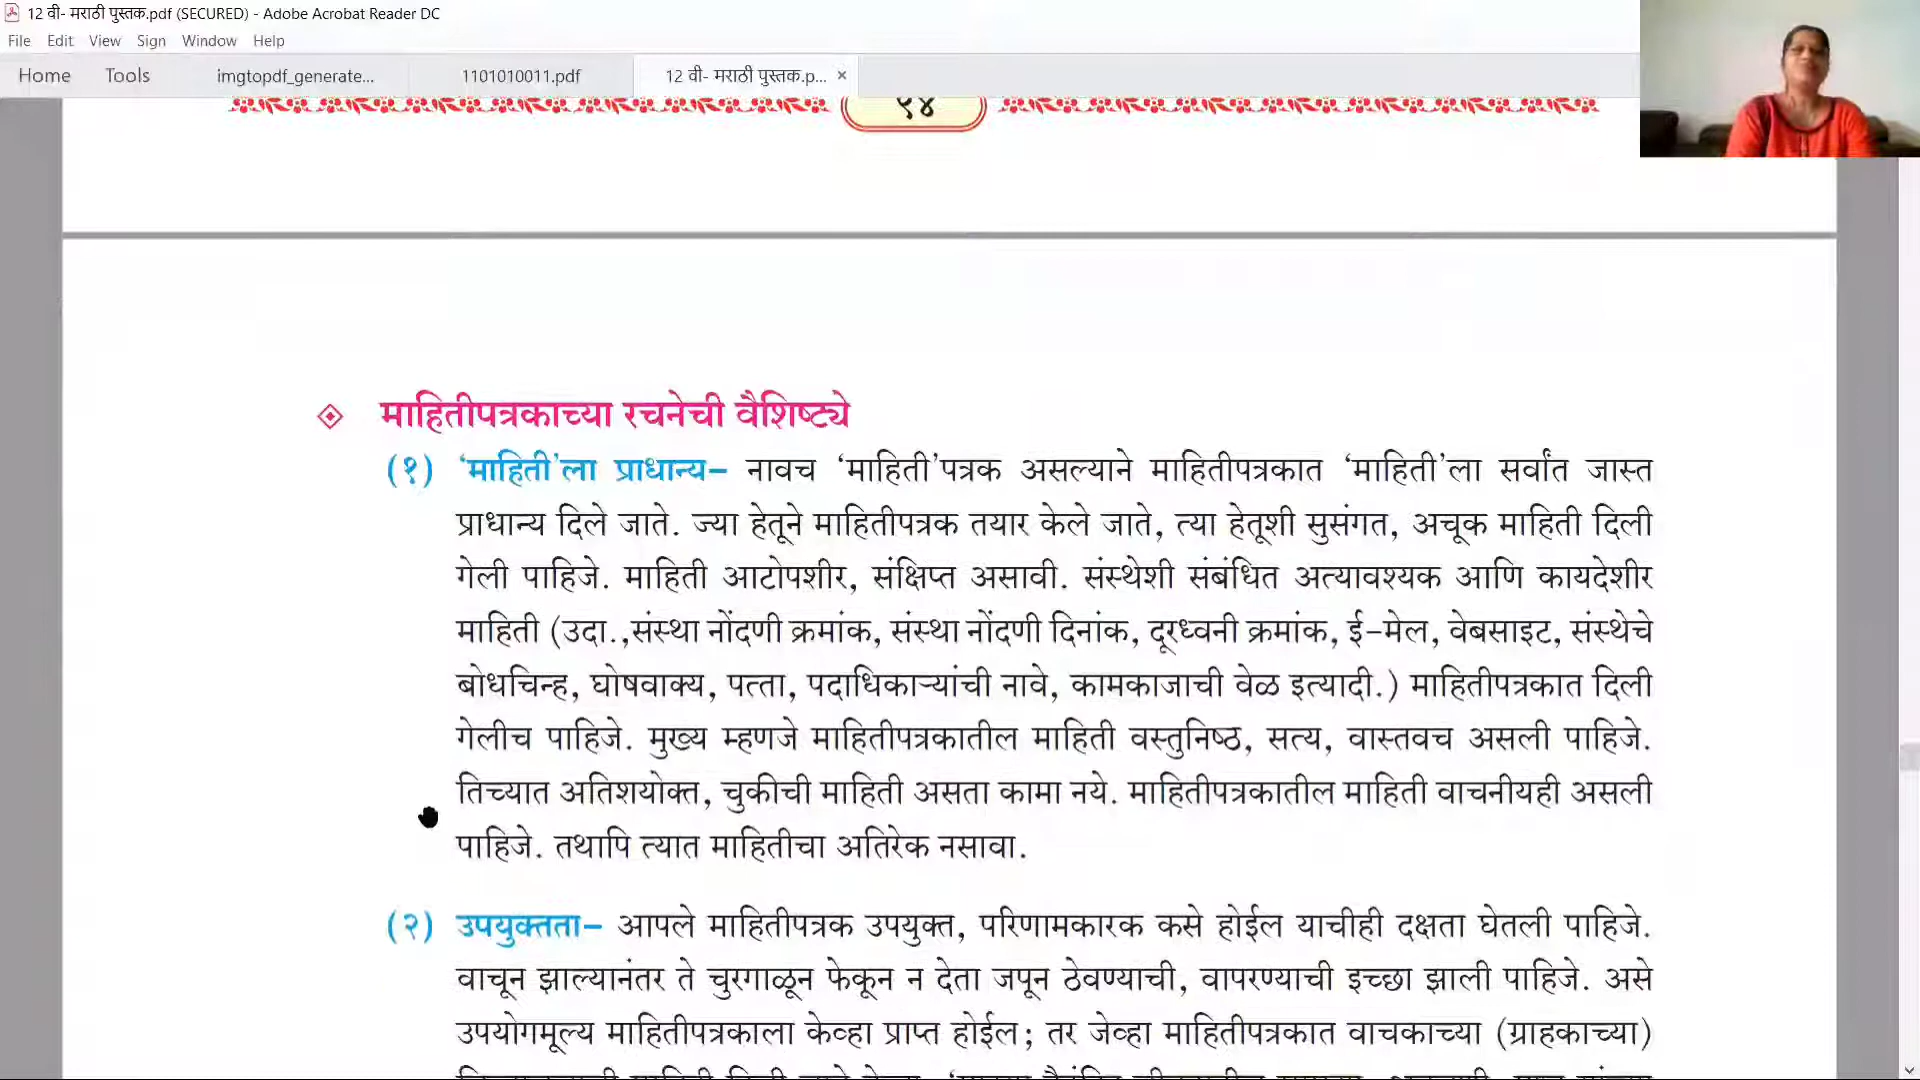 12 वी- मराठी पुस्तक.pdf (SECURED) - Adobe Acrobat Reader DC
File Edit View Sign Window Help
Home Tools imgtopdf_generate... 1101010011.pdf 12 वी- मराठी पुस्तक.p... ×
९४
माहितीपत्रकाच्या रचनेची वैशिष्ट्ये
(१) ‘माहिती’ला प्राधान्य– नावच ‘माहिती’पत्रक असल्याने माहितीपत्रकात ‘माहिती’ला सर्वांत जास्त
प्राधान्य दिले जाते. ज्या हेतूने माहितीपत्रक तयार केले जाते, त्या हेतूशी सुसंगत, अचूक माहिती दिली
गेली पाहिजे. माहिती आटोपशीर, संक्षिप्त असावी. संस्थेशी संबंधित अत्यावश्यक आणि कायदेशीर
माहिती (उदा.,संस्था नोंदणी क्रमांक, संस्था नोंदणी दिनांक, दूरध्वनी क्रमांक, ई-मेल, वेबसाइट, संस्थेचे
बोधचिन्ह, घोषवाक्य, पत्ता, पदाधिकाऱ्यांची नावे, कामकाजाची वेळ इत्यादी.) माहितीपत्रकात दिली
गेलीच पाहिजे. मुख्य म्हणजे माहितीपत्रकातील माहिती वस्तुनिष्ठ, सत्य, वास्तवच असली पाहिजे.
तिच्यात अतिशयोक्त, चुकीची माहिती असता कामा नये. माहितीपत्रकातील माहिती वाचनीयही असली
पाहिजे. तथापि त्यात माहितीचा अतिरेक नसावा.
(२) उपयुक्तता– आपले माहितीपत्रक उपयुक्त, परिणामकारक कसे होईल याचीही दक्षता घेतली पाहिजे.
वाचून झाल्यानंतर ते चुरगाळून फेकून न देता जपून ठेवण्याची, वापरण्याची इच्छा झाली पाहिजे. असे
उपयोगमूल्य माहितीपत्रकाला केव्हा प्राप्त होईल; तर जेव्हा माहितीपत्रकात वाचकाच्या (ग्राहकाच्या)